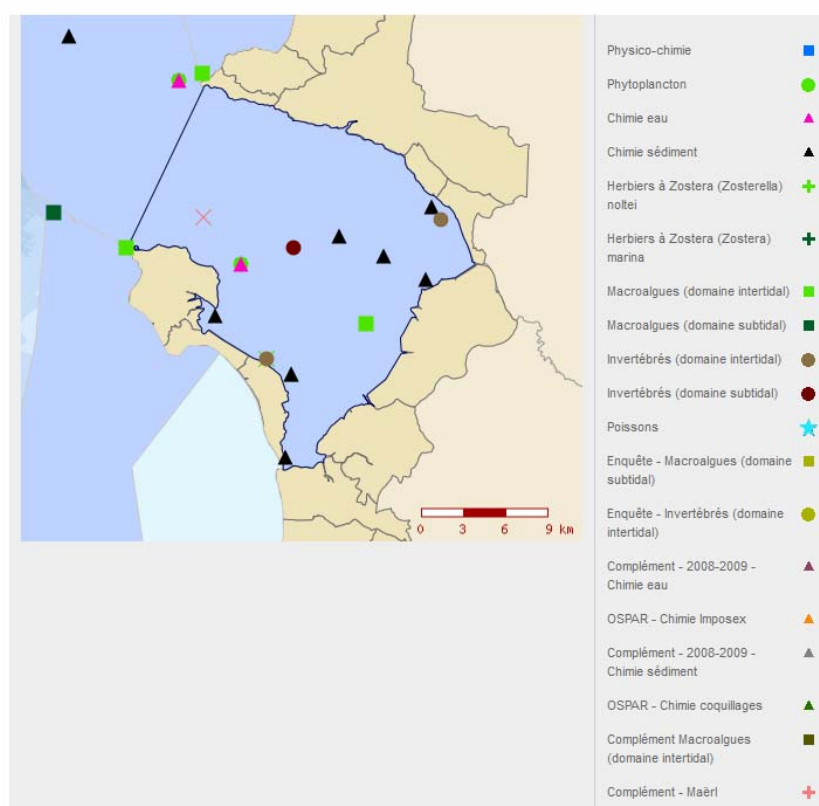 Physico-chimie
Phytoplancton
Chimie eau
Chimie sédiment
Herbiers à Zostera (Zosterella)
noltei
Herbiers à Zostera (Zostera)
marina
Macroalgues (domaine intertidal)
Macroalgues (domaine subtidal)
Invertébrés (domaine intertidal)
Invertébrés (domaine subtidal)
Poissons
Enquête - Macroalgues (domaine
subtidal)
Enquête - Invertébrés (domaine
intertidal)
Complément - 2008-2009 -
Chimie eau
OSPAR - Chimie Imposex
Complément - 2008-2009 -
Chimie sédiment
OSPAR - Chimie coquillages
Complément Macroalgues
(domaine intertidal)
Complément - Maërl
0 3 6 9 km